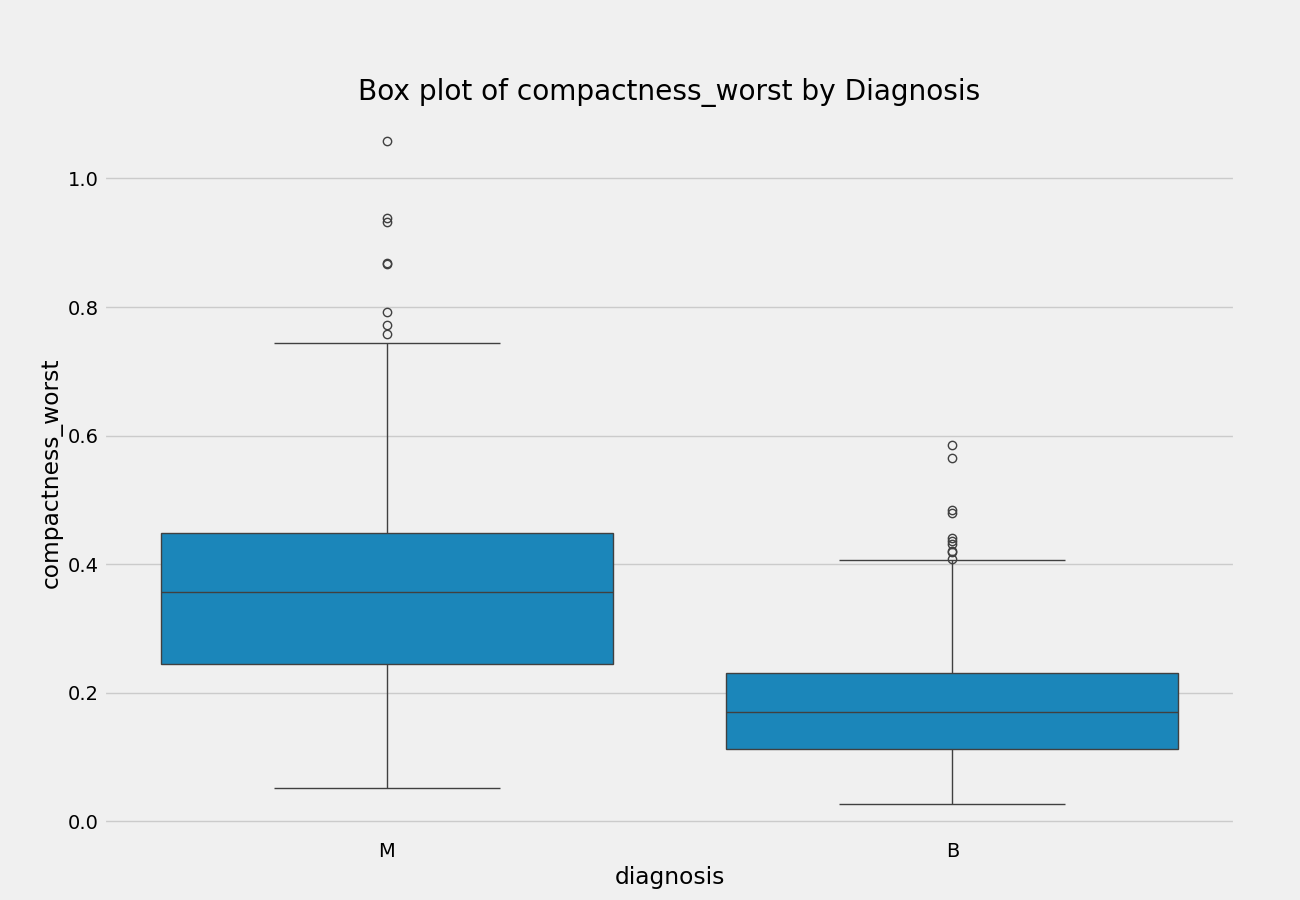 Box plot of compactness_worst by Diagnosis
1.0
0.8
0.6
0.4
0.2
0.0
compactness_worst
M
B
diagnosis